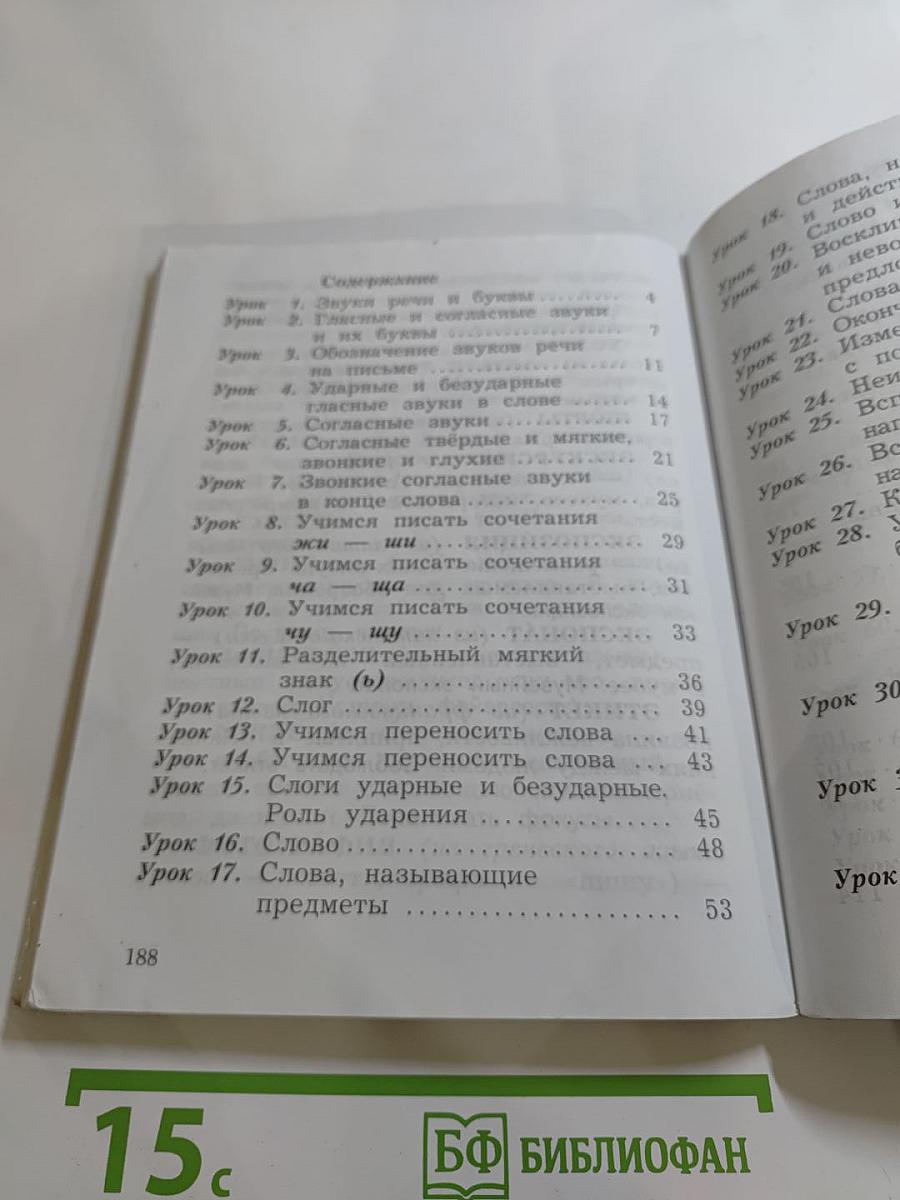 Содержание
Урок 1. Звуки речи и буквы .......... 4
Урок 2. Гласные и согласные звуки
и их буквы .................. 7
Урок 3. Обозначение звуков речи
на письме .................. 11
Урок 4. Ударные и безударные
гласные звуки в слове ...... 14
Урок 5. Согласные звуки .............. 17
Урок 6. Согласные твёрдые и мягкие,
звонкие и глухие ........... 21
Урок 7. Звонкие согласные звуки
в конце слова ................ 25
Урок 8. Учимся писать сочетания
жи — ши ..................... 29
Урок 9. Учимся писать сочетания
ча — ща ...................... 31
Урок 10. Учимся писать сочетания
чу — щу ...................... 33
Урок 11. Разделительный мягкий
знак (ь) ...................... 36
Урок 12. Слог ........................... 39
Урок 13. Учимся переносить слова ... 41
Урок 14. Учимся переносить слова ... 43
Урок 15. Слоги ударные и безударные.
Роль ударения ............... 45
Урок 16. Слово .......................... 48
Урок 17. Слова, называющие
предметы ...................... 53
188
Урок 18. Слова,
и
Урок 19. Слово
Урок 20.
и
Урок 21. Слова
Урок 22.
Урок 23.
с
Урок 24.
Урок 25.
Урок 26.
Урок 27.
Урок 28.
Урок 29.
Урок 30
Урок
Урок
15 с
БФ БИБЛИОФАН